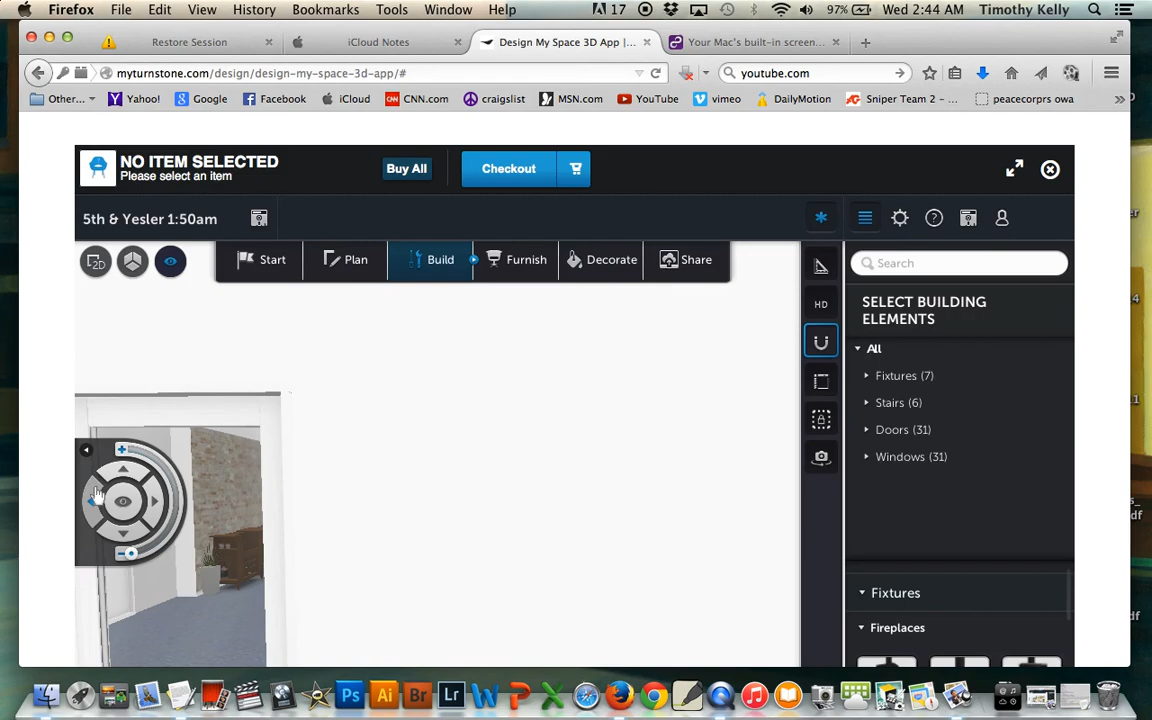 Firefox File Edit View History Bookmarks Tools Window Help 17 97% Wed 2:44 AM Timothy Kelly
Restore Session iCloud Notes Design My Space 3D App |... Your Mac's built-in screen...
myturnstone.com/design/design-my-space-3d-app/# youtube.com
Other... Yahoo! Google Facebook iCloud CNN.com craigslist MSN.com YouTube vimeo DailyMotion Sniper Team 2 - ... peacecorprs owa
NO ITEM SELECTED
Please select an item
Buy All Checkout
5th & Yesler 1:50am
2D Start Plan Build Furnish Decorate Share
Search
HD
SELECT BUILDING
ELEMENTS
All
Fixtures (7)
Stairs (6)
Doors (31)
Windows (31)
Fixtures
Fireplaces
Ps Ai Br Lr